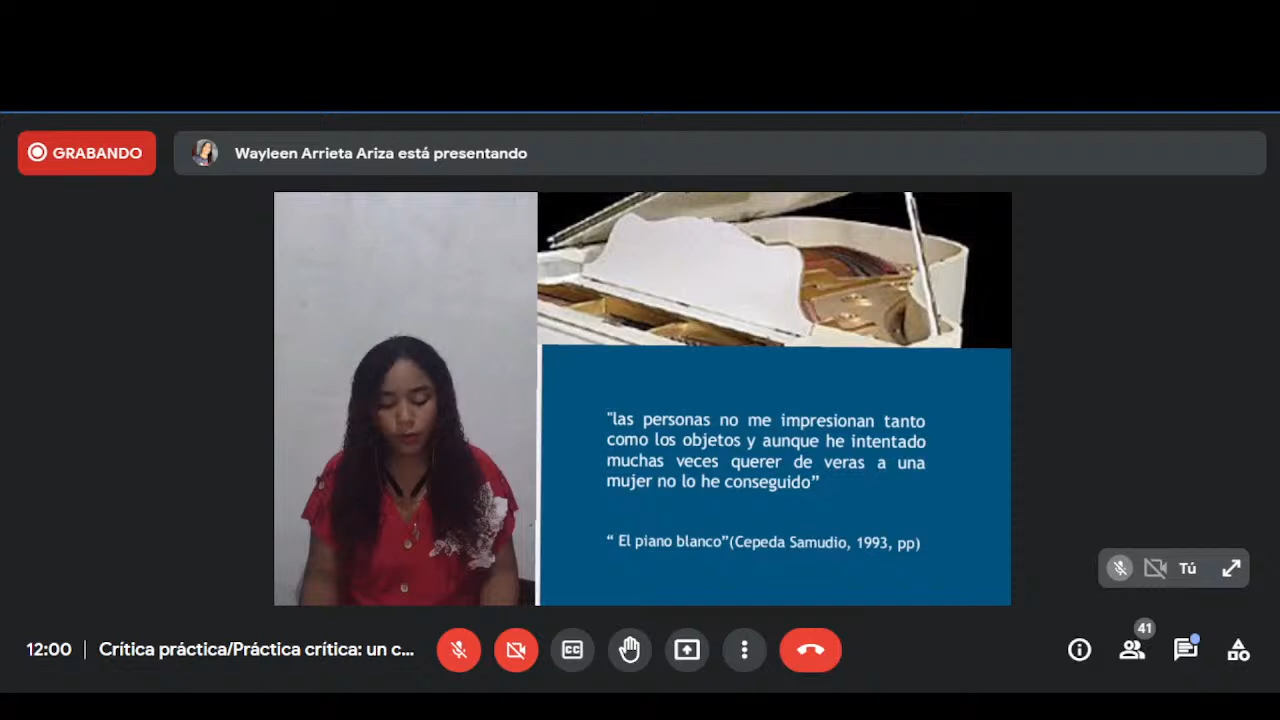 GRABANDO
Wayleen Arrieta Ariza está presentando
"las personas no me impresionan tanto
como los objetos y aunque he intentado
muchas veces querer de veras a una
mujer no lo he conseguido”
“ El piano blanco”(Cepeda Samudio, 1993, pp)
Tú
12:00
Crítica práctica/Práctica crítica: un c...
CC
41